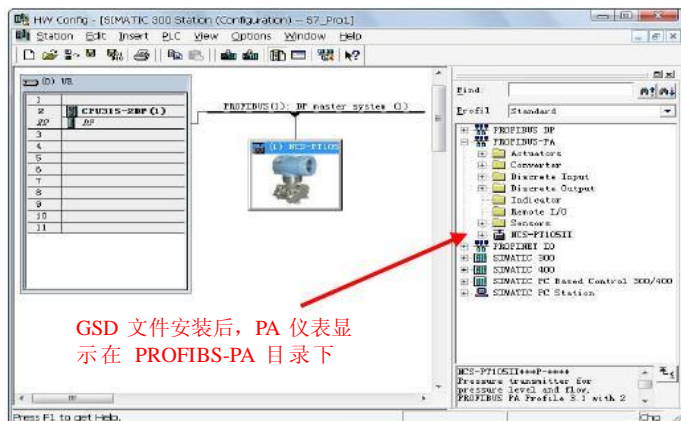 HW Config - [SIMATIC 300 Station (Configuration) -- S7_Pro1]
Station Edit Insert PLC View Options Window Help
(0) UR
1
2 CPU315-2DP(1)
X2 DP
3
4
5
6
7
8
9
10
11
PROFIBUS(1): DP master system (1)
(1) NCS-PT105
GSD 文件安装后，PA 仪表显
示在 PROFIBS-PA 目录下
Find:
Profil Standard
PROFIBUS DP
PROFIBUS-PA
Actuators
Converter
Discrete Input
Discrete Output
Indicator
Remote I/O
Sensors
NCS-PT105II
PROFINET IO
SIMATIC 300
SIMATIC 400
SIMATIC PC Based Control 300/400
SIMATIC PC Station
NCS-PT105II***P-****
Pressure transmitter for
pressure level and flow,
PROFIBUS PA Profile 3.1 with 2
Press F1 to get Help.
Chg